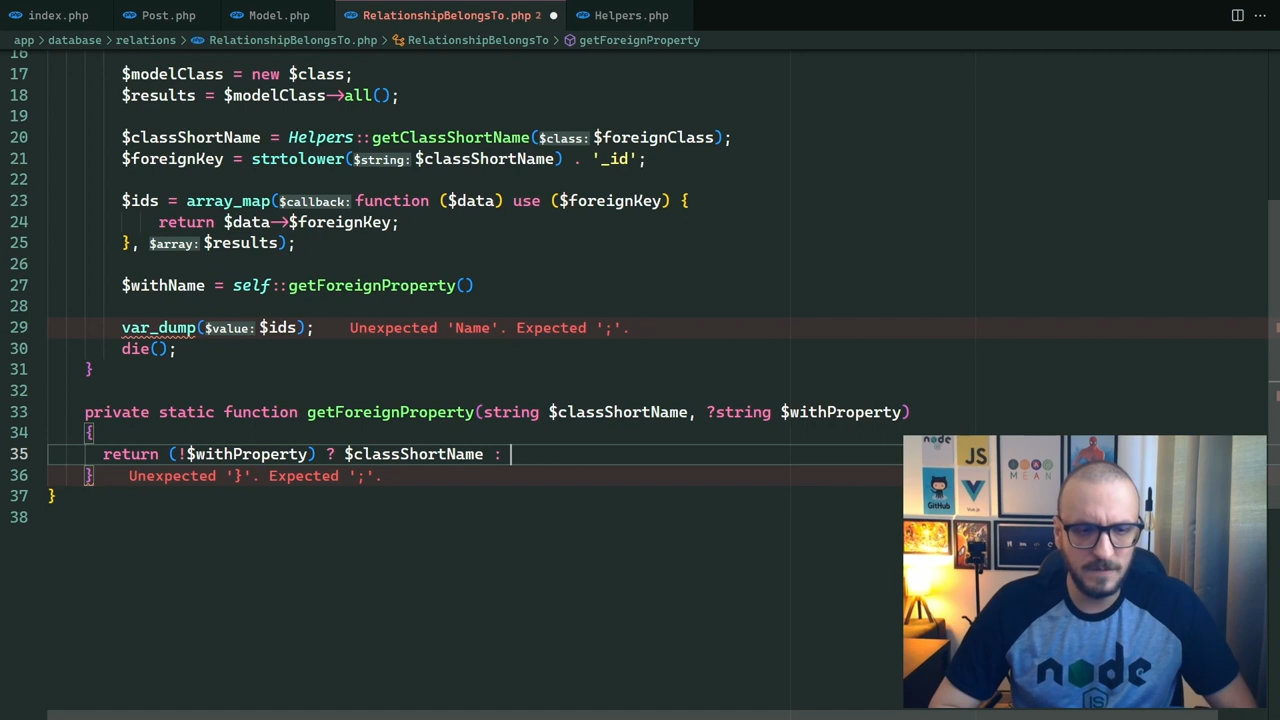 index.php
Post.php
Model.php
RelationshipBelongsTo.php 2
Helpers.php
app > database > relations > RelationshipBelongsTo.php > RelationshipBelongsTo > getForeignProperty
16
17 $modelClass = new $class;
18 $results = $modelClass->all();
19
20 $classShortName = Helpers::getClassShortName($class: $foreignClass);
21 $foreignKey = strtolower($string: $classShortName) . '_id';
22
23 $ids = array_map($callback: function ($data) use ($foreignKey) {
24 return $data->$foreignKey;
25 }, $array: $results);
26
27 $withName = self::getForeignProperty()
28
29 var_dump($value: $ids); Unexpected 'Name'. Expected ';'.
30 die();
31 }
32
33 private static function getForeignProperty(string $classShortName, ?string $withProperty)
34 {
35 return (!$withProperty) ? $classShortName :
36 } Unexpected '}'. Expected ';'.
37 }
38
node
JS
GitHub
MEAN
Vue.js
node
JS